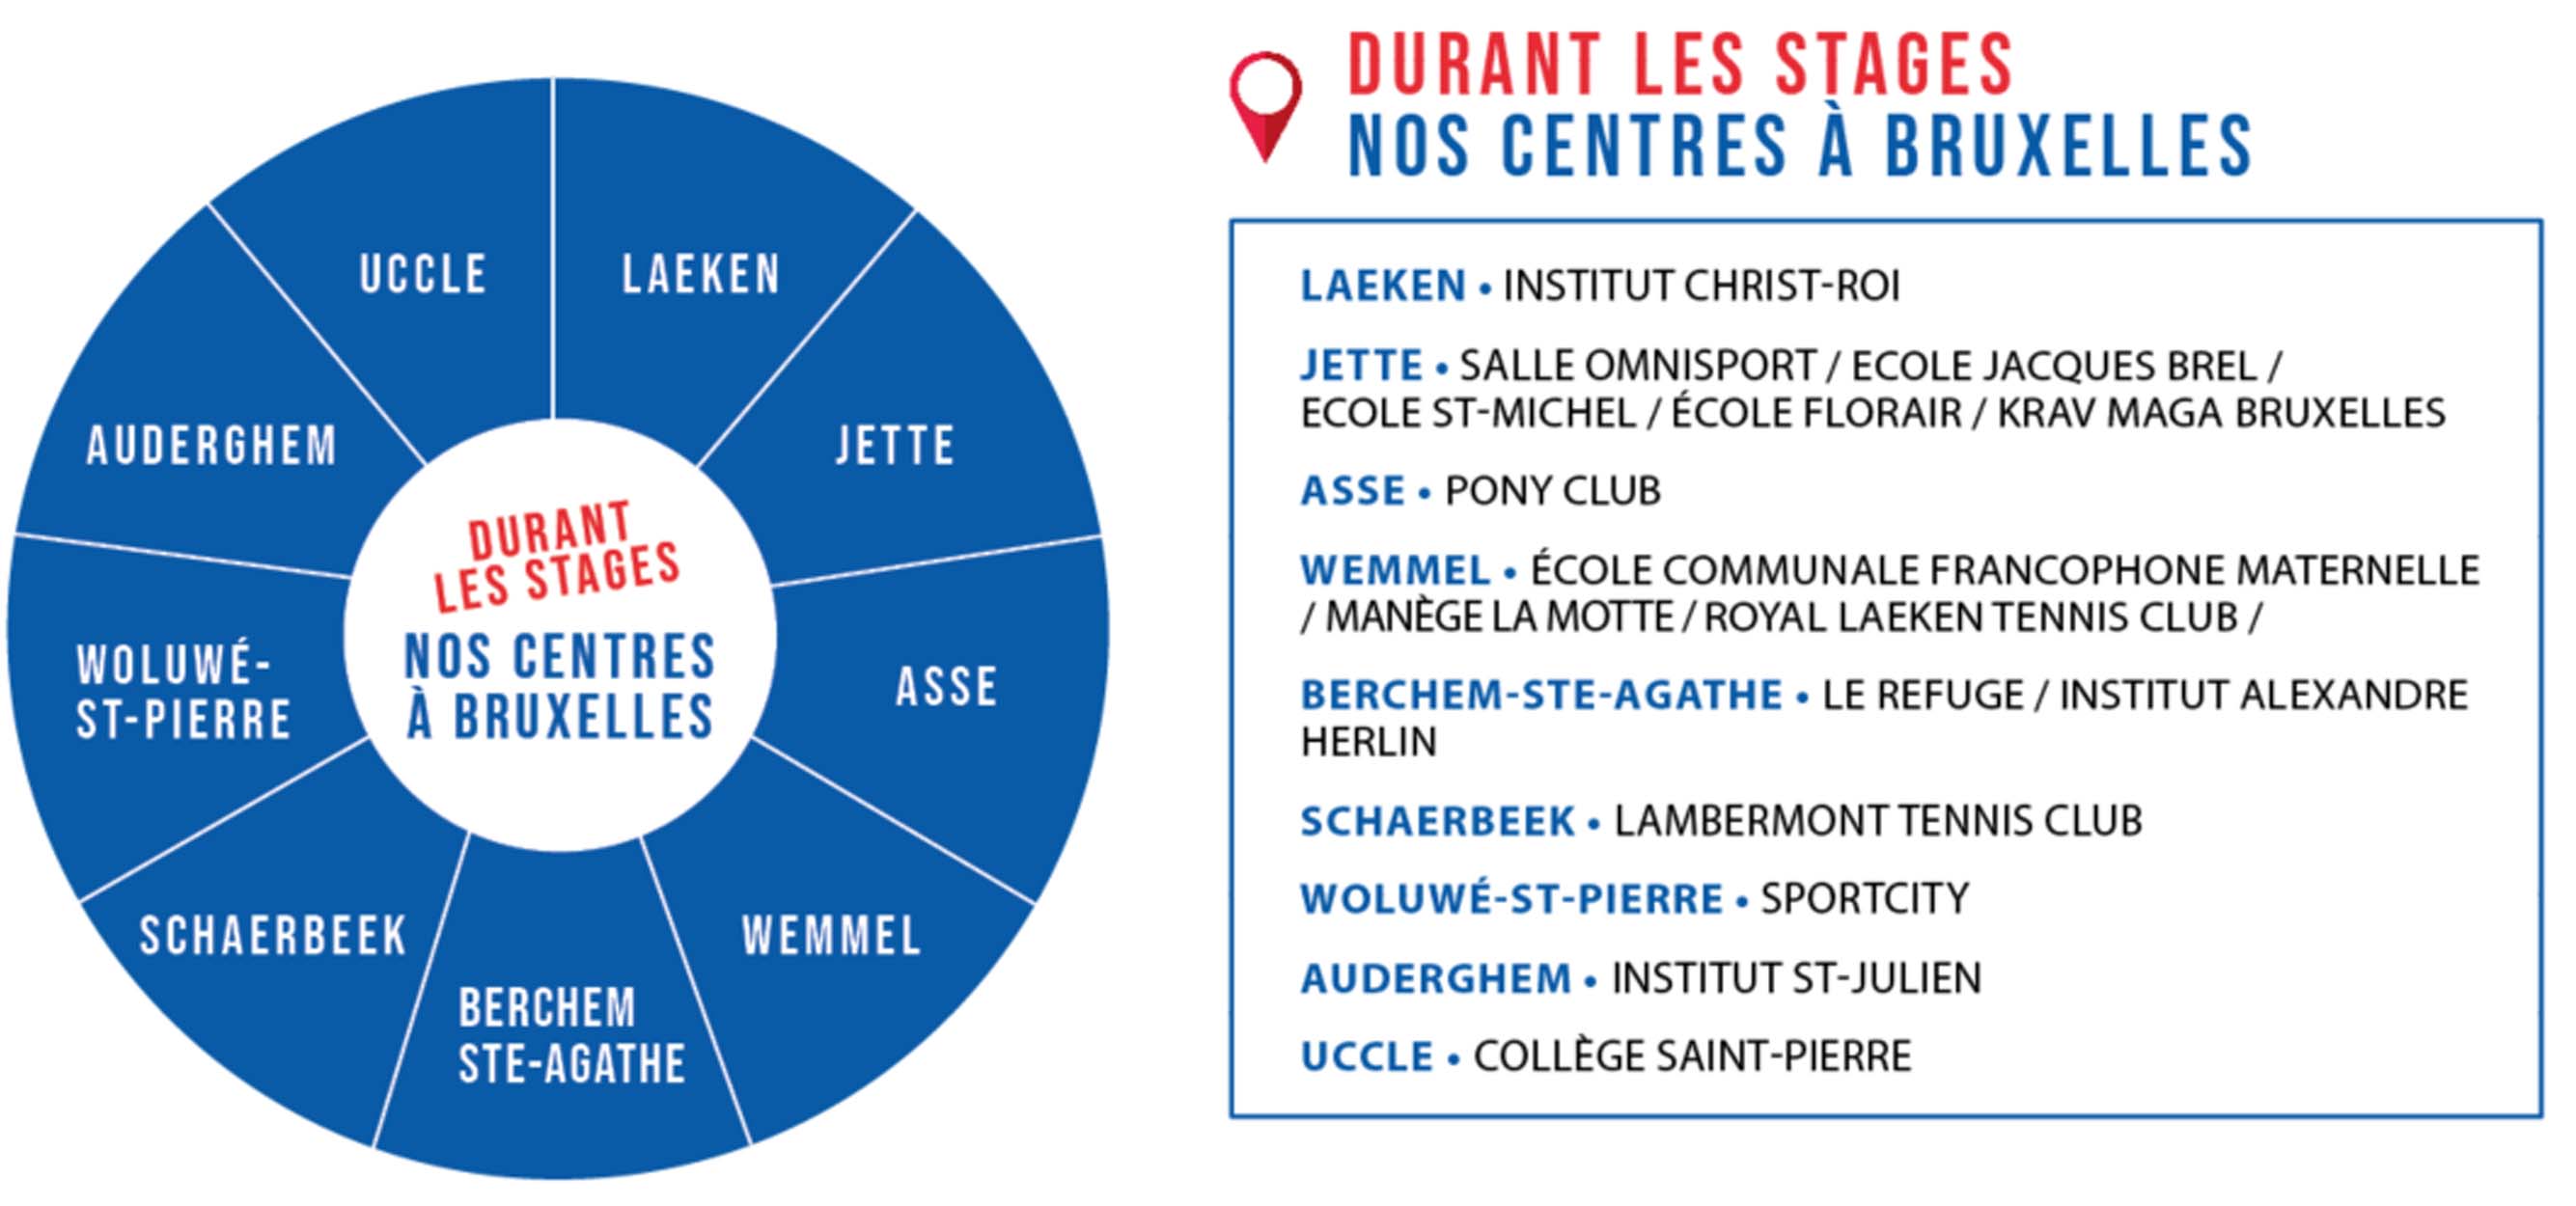 UCCLE
LAEKEN
AUDERGHEM
JETTE
DURANT
LES STAGES
NOS CENTRES
À BRUXELLES
WOLUWÉ-
ST-PIERRE
ASSE
SCHAERBEEK
WEMMEL
BERCHEM
STE-AGATHE
DURANT LES STAGES
NOS CENTRES À BRUXELLES
LAEKEN • INSTITUT CHRIST-ROI
JETTE • SALLE OMNISPORT / ECOLE JACQUES BREL /
ECOLE ST-MICHEL / ÉCOLE FLORAIR / KRAV MAGA BRUXELLES
ASSE • PONY CLUB
WEMMEL • ÉCOLE COMMUNALE FRANCOPHONE MATERNELLE
/ MANÈGE LA MOTTE / ROYAL LAEKEN TENNIS CLUB /
BERCHEM-STE-AGATHE • LE REFUGE / INSTITUT ALEXANDRE
HERLIN
SCHAERBEEK • LAMBERMONT TENNIS CLUB
WOLUWÉ-ST-PIERRE • SPORTCITY
AUDERGHEM • INSTITUT ST-JULIEN
UCCLE • COLLÈGE SAINT-PIERRE